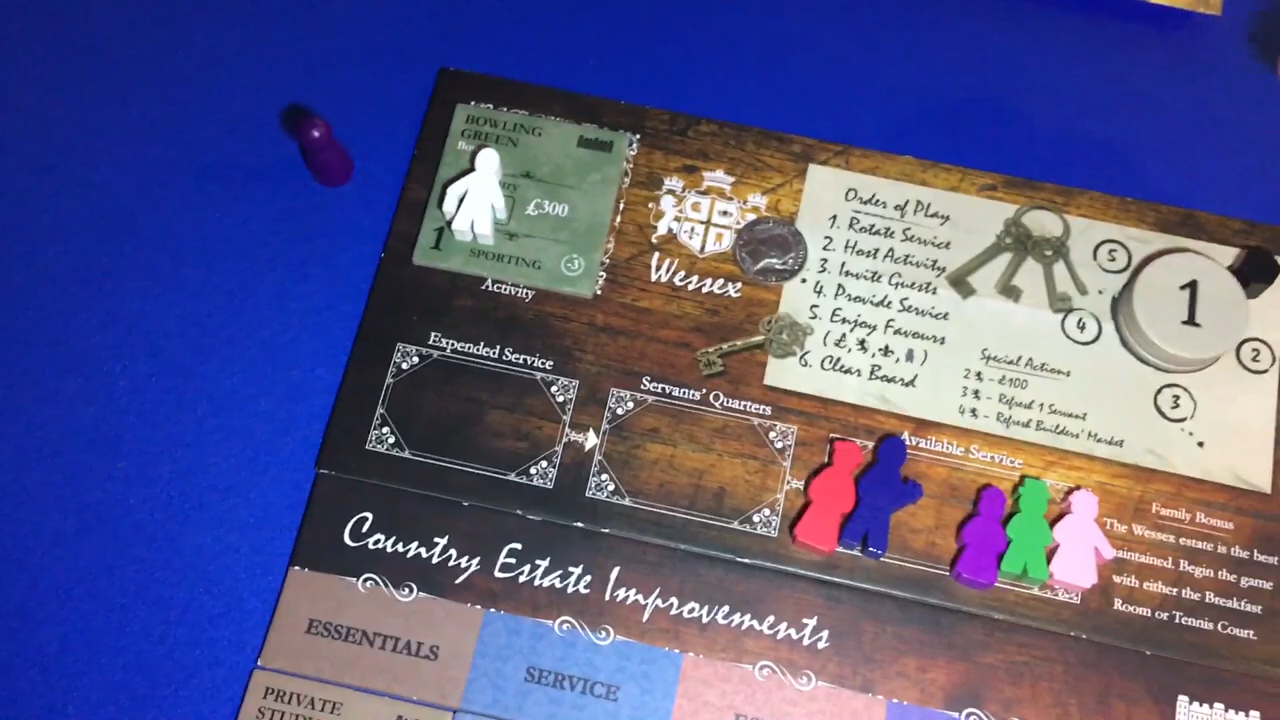 BOWLING
GREEN
£300
1
SPORTING
-3
Activity
Wessex
Order of Play
1. Rotate Service
2. Host Activity
3. Invite Guests
4. Provide Service
5. Enjoy Favours
(£, , , )
6. Clear Board
Special Actions
2 - £100
3 - Refresh 1 Servant
4 - Refresh Builders' Market
5
4
3
2
1
Expended Service
Servants' Quarters
Available Service
Family Bonus
The Wessex estate is the best
maintained. Begin the game
with either the Breakfast
Room or Tennis Court.
Country Estate Improvements
ESSENTIALS
SERVICE
PRIVATE
STUDY